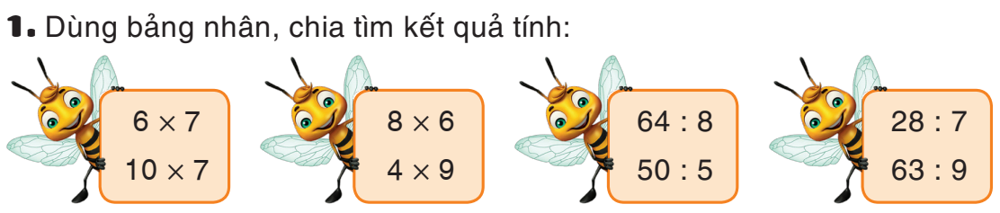 1. Dùng bảng nhân, chia tìm kết quả tính:
6 × 7
10 × 7
8 × 6
4 × 9
64 : 8
50 : 5
28 : 7
63 : 9